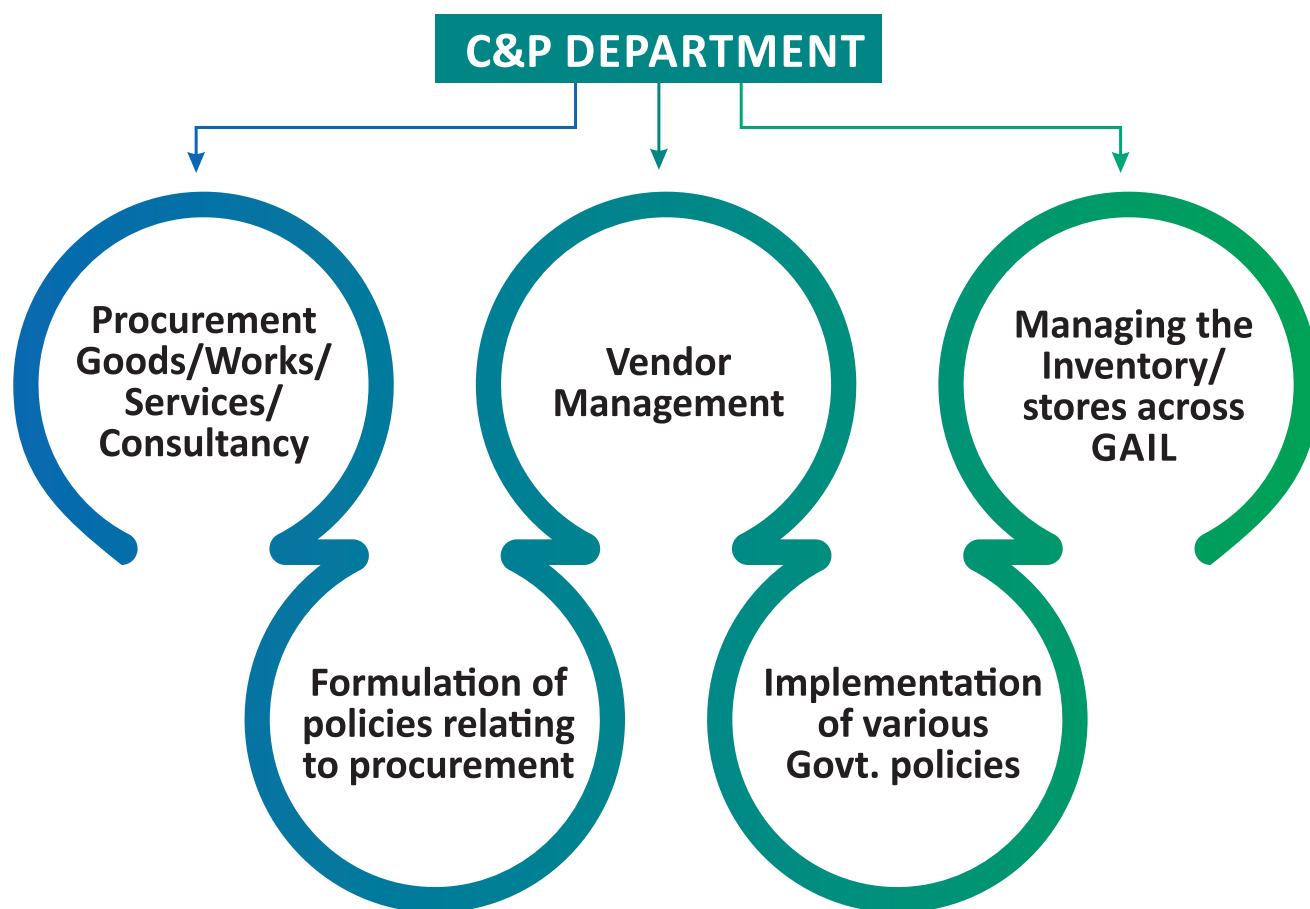 C&P DEPARTMENT
Procurement
Goods/Works/
Services/
Consultancy
Vendor
Management
Managing the
Inventory/
stores across
GAIL
Formulation of
policies relating
to procurement
Implementation
of various
Govt. policies